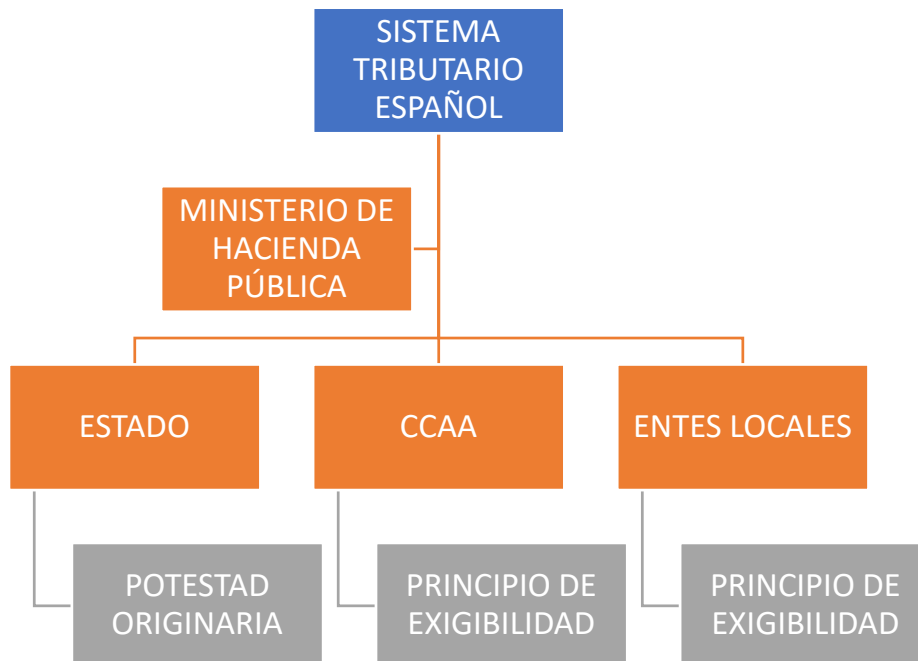 SISTEMA
TRIBUTARIO
ESPAÑOL
MINISTERIO DE
HACIENDA
PÚBLICA
ESTADO
CCAA
ENTES LOCALES
POTESTAD
ORIGINARIA
PRINCIPIO DE
EXIGIBILIDAD
PRINCIPIO DE
EXIGIBILIDAD